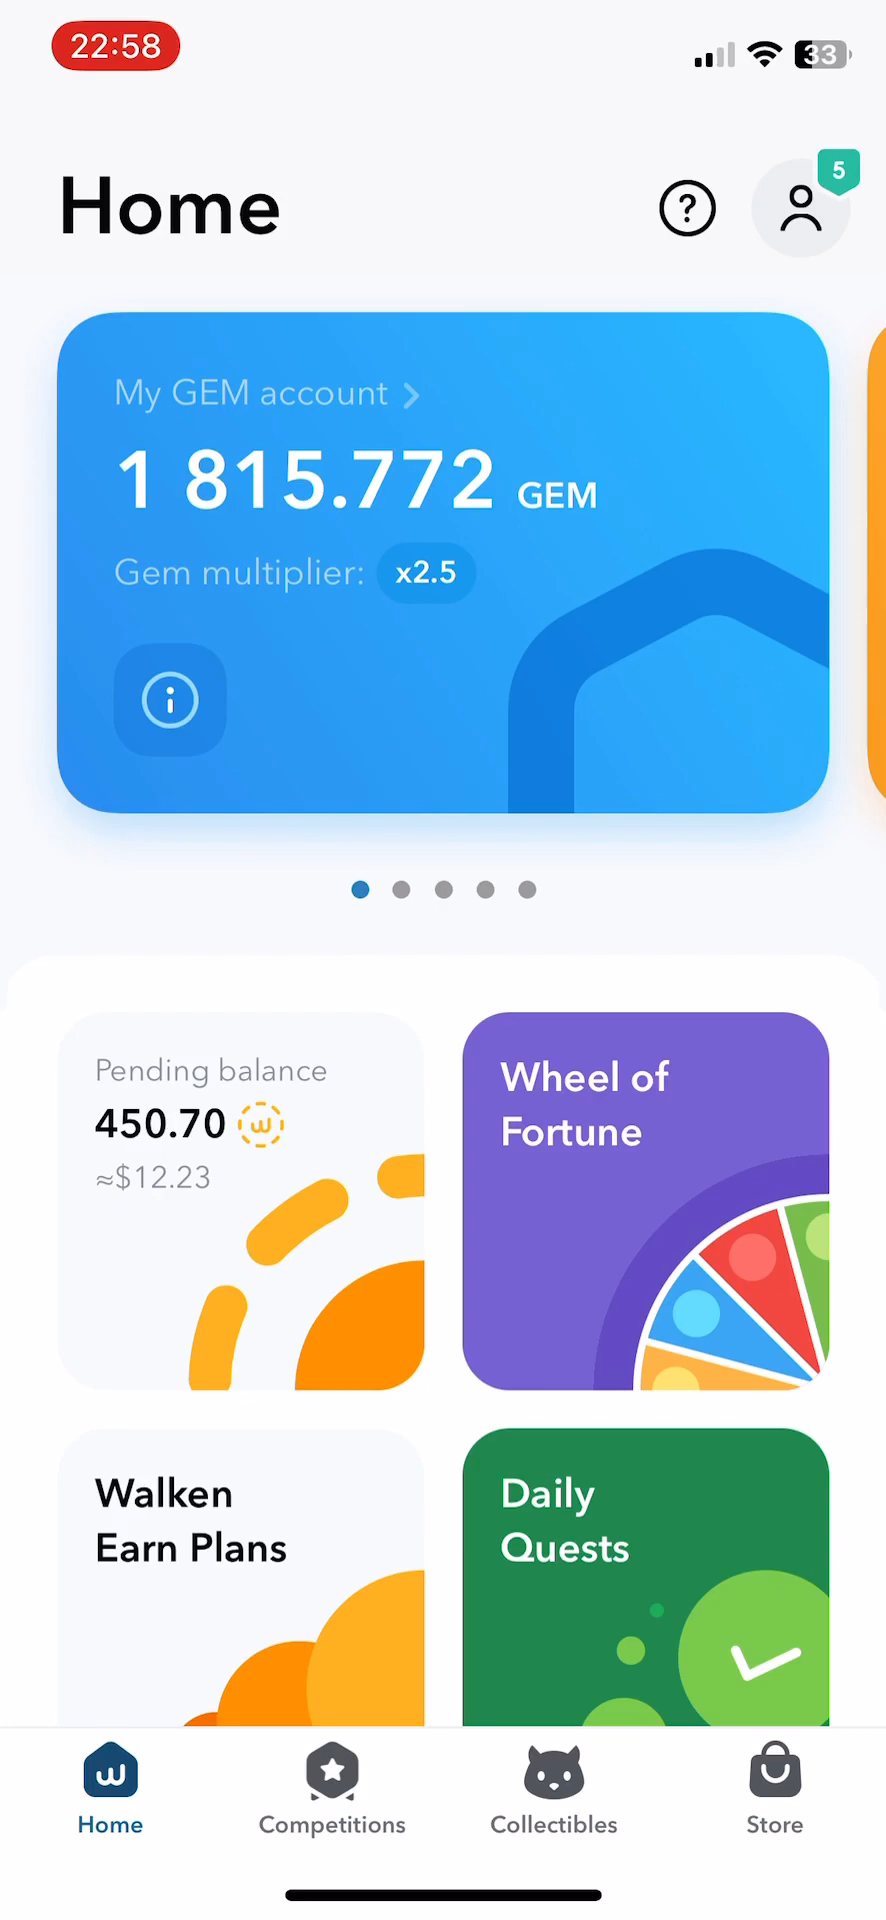 22:58
33
Home
5
My GEM account
1 815.772 GEM
Gem multiplier: x2.5
Pending balance
450.70
≈$12.23
Wheel of
Fortune
Walken
Earn Plans
Daily
Quests
Home
Competitions
Collectibles
Store